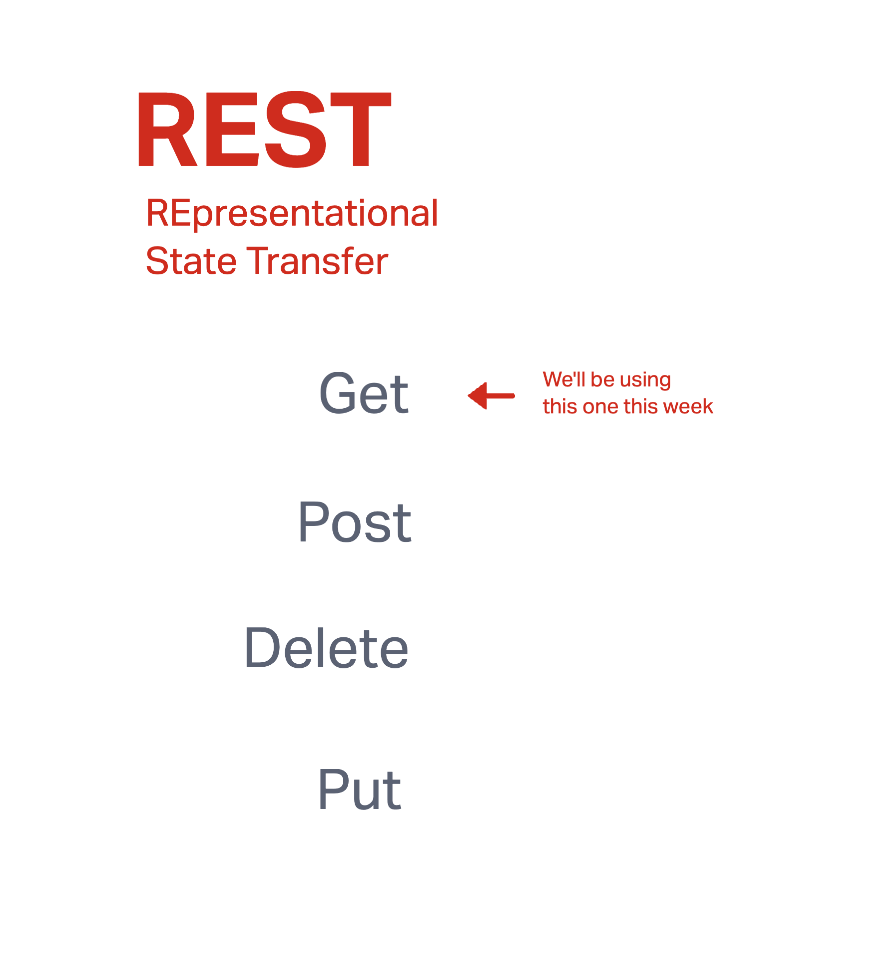 REST
REpresentational
State Transfer
Get
We'll be using
this one this week
Post
Delete
Put